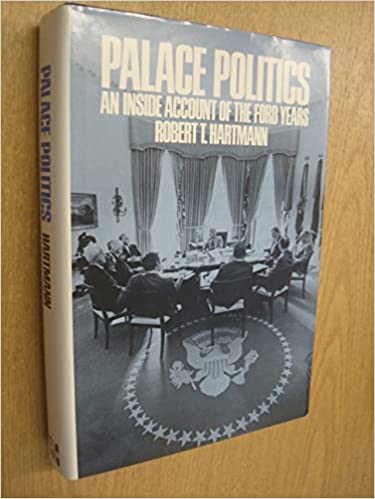 PALACE POLITICS
AN INSIDE ACCOUNT OF THE FORD YEARS
ROBERT T. HARTMANN
PALACE POLITICS
HARTMANN